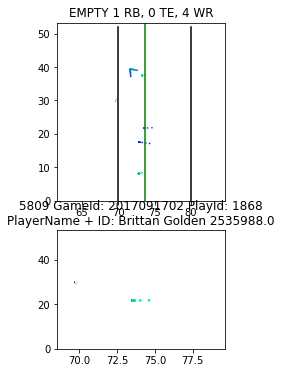 EMPTY 1 RB, 0 TE, 4 WR
50
40
30
20
10
0
65 70 75 80
5809 GameId: 2017091702 PlayId: 1868
PlayerName + ID: Brittan Golden 2535988.0
40
20
0
70.0 72.5 75.0 77.5